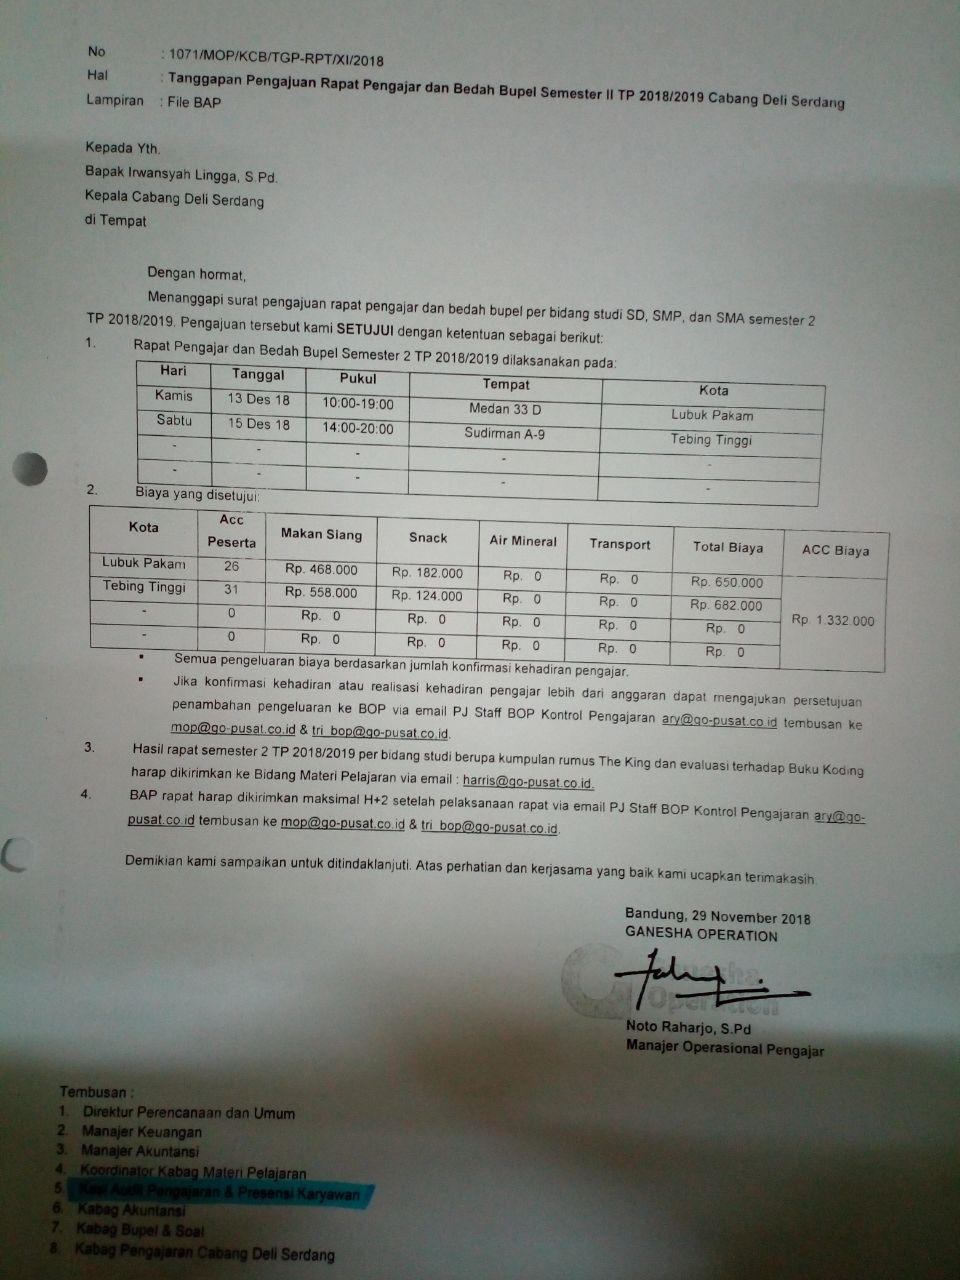 No : 1071/MOP/KCB/TGP-RPT/XI/2018
Hal : Tanggapan Pengajuan Rapat Pengajar dan Bedah Bupel Semester II TP 2018/2019 Cabang Deli Serdang
Lampiran : File BAP
Kepada Yth.
Bapak Irwansyah Lingga, S.Pd.
Kepala Cabang Deli Serdang
di Tempat
Dengan hormat,
Menanggapi surat pengajuan rapat pengajar dan bedah bupel per bidang studi SD, SMP, dan SMA semester 2
TP 2018/2019. Pengajuan tersebut kami SETUJUI dengan ketentuan sebagai berikut:
1. Rapat Pengajar dan Bedah Bupel Semester 2 TP 2018/2019 dilaksanakan pada:
Hari Tanggal Pukul Tempat Kota
Kamis 13 Des 18 10:00-19:00 Medan 33 D Lubuk Pakam
Sabtu 15 Des 18 14:00-20:00 Sudirman A-9 Tebing Tinggi
- - - - -
- - - - -
2. Biaya yang disetujui:
Kota Acc Peserta Makan Siang Snack Air Mineral Transport Total Biaya ACC Biaya
Lubuk Pakam 26 Rp. 468.000 Rp. 182.000 Rp. 0 Rp. 0 Rp. 650.000 Rp. 1.332.000
Tebing Tinggi 31 Rp. 558.000 Rp. 124.000 Rp. 0 Rp. 0 Rp. 682.000
- 0 Rp. 0 Rp. 0 Rp. 0 Rp. 0 Rp. 0
- 0 Rp. 0 Rp. 0 Rp. 0 Rp. 0 Rp. 0
▪ Semua pengeluaran biaya berdasarkan jumlah konfirmasi kehadiran pengajar.
▪ Jika konfirmasi kehadiran atau realisasi kehadiran pengajar lebih dari anggaran dapat mengajukan persetujuan
penambahan pengeluaran ke BOP via email PJ Staff BOP Kontrol Pengajaran ary@go-pusat.co.id tembusan ke
mop@go-pusat.co.id & tri_bop@go-pusat.co.id.
3. Hasil rapat semester 2 TP 2018/2019 per bidang studi berupa kumpulan rumus The King dan evaluasi terhadap Buku Koding
harap dikirimkan ke Bidang Materi Pelajaran via email : harris@go-pusat.co.id.
4. BAP rapat harap dikirimkan maksimal H+2 setelah pelaksanaan rapat via email PJ Staff BOP Kontrol Pengajaran ary@go-
pusat.co.id tembusan ke mop@go-pusat.co.id & tri_bop@go-pusat.co.id.
Demikian kami sampaikan untuk ditindaklanjuti. Atas perhatian dan kerjasama yang baik kami ucapkan terimakasih.
Bandung, 29 November 2018
GANESHA OPERATION
Ganesha
Operation
Noto Raharjo, S.Pd
Manajer Operasional Pengajar
Tembusan :
1. Direktur Perencanaan dan Umum
2. Manajer Keuangan
3. Manajer Akuntansi
4. Koordinator Kabag Materi Pelajaran
5. Kasi Audit Pengajaran & Presensi Karyawan
6. Kabag Akuntansi
7. Kabag Bupel & Soal
8. Kabag Pengajaran Cabang Deli Serdang